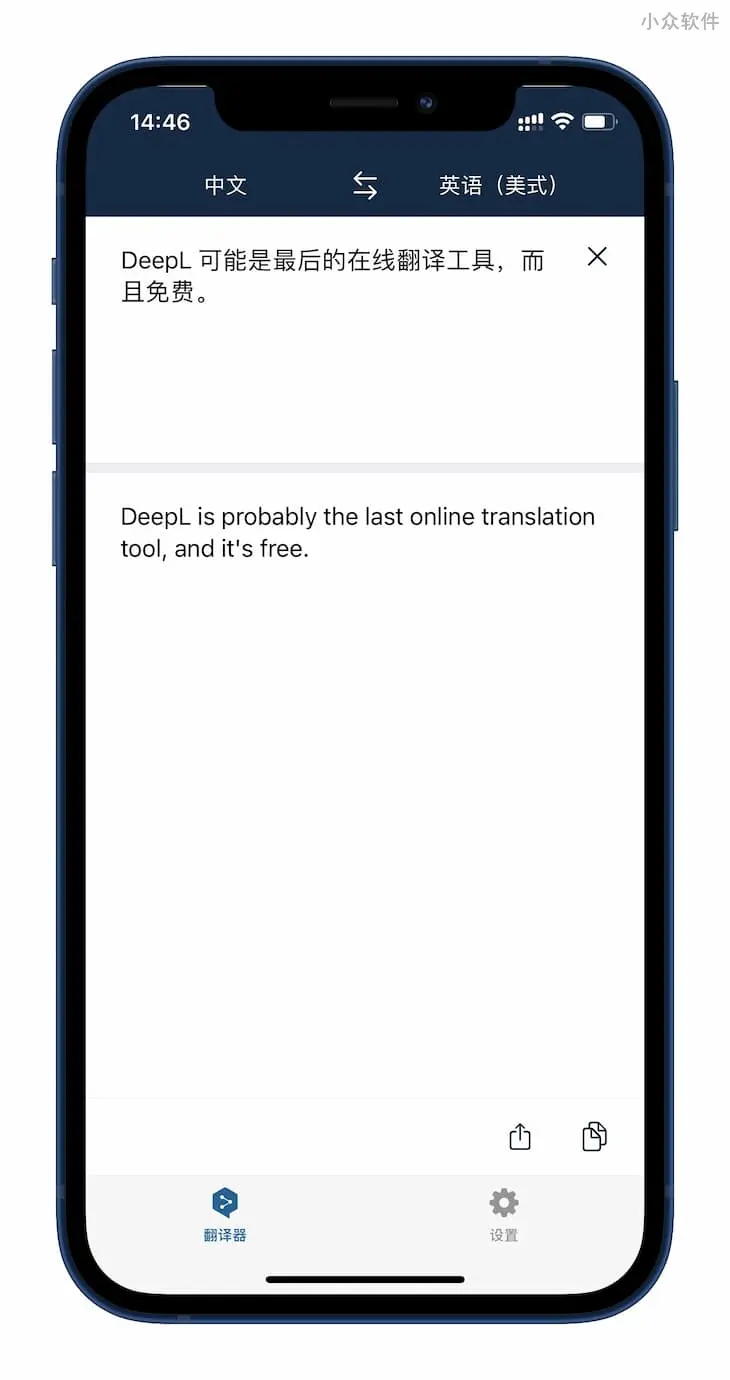 小众软件
14:46
中文
英语（美式）
DeepL 可能是最后的在线翻译工具，而
且免费。
DeepL is probably the last online translation
tool, and it's free.
翻译器
设置